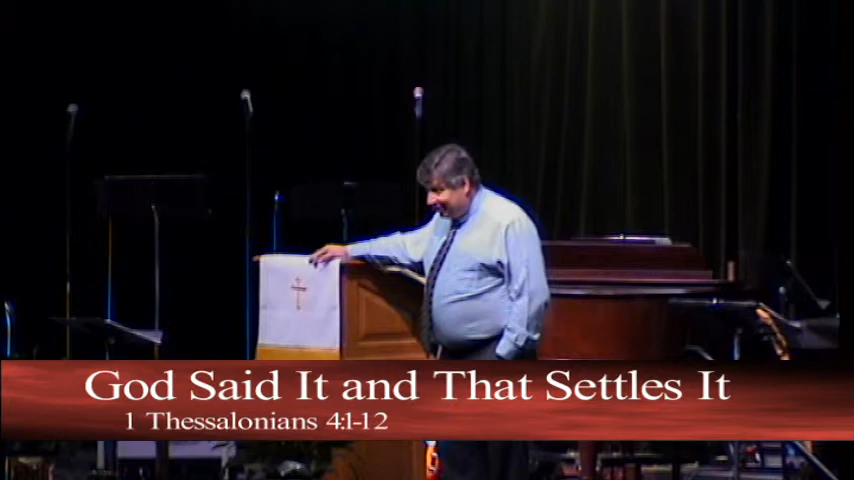 God Said It and That Settles It
1 Thessalonians 4:1-12